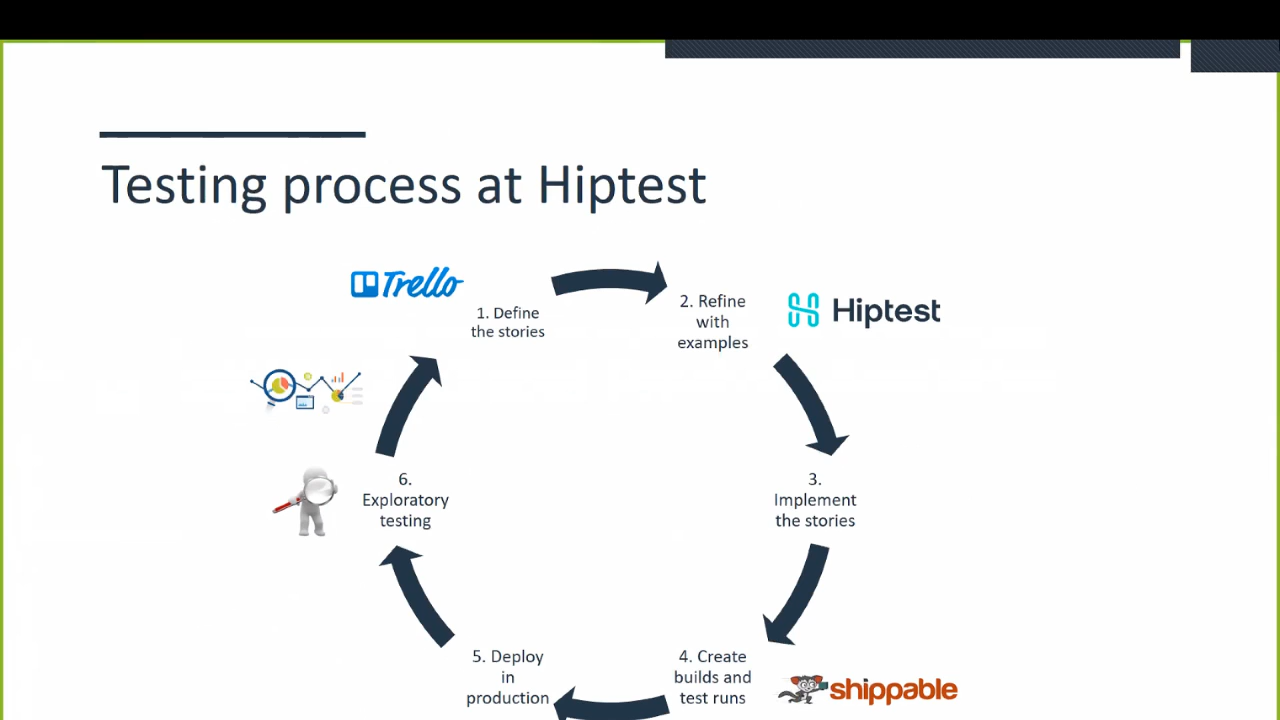 Testing process at Hiptest
Trello
1. Define
the stories
2. Refine
with
examples
Hiptest
3.
Implement
the stories
4. Create
builds and
test runs
shippable
5. Deploy
in
production
6.
Exploratory
testing